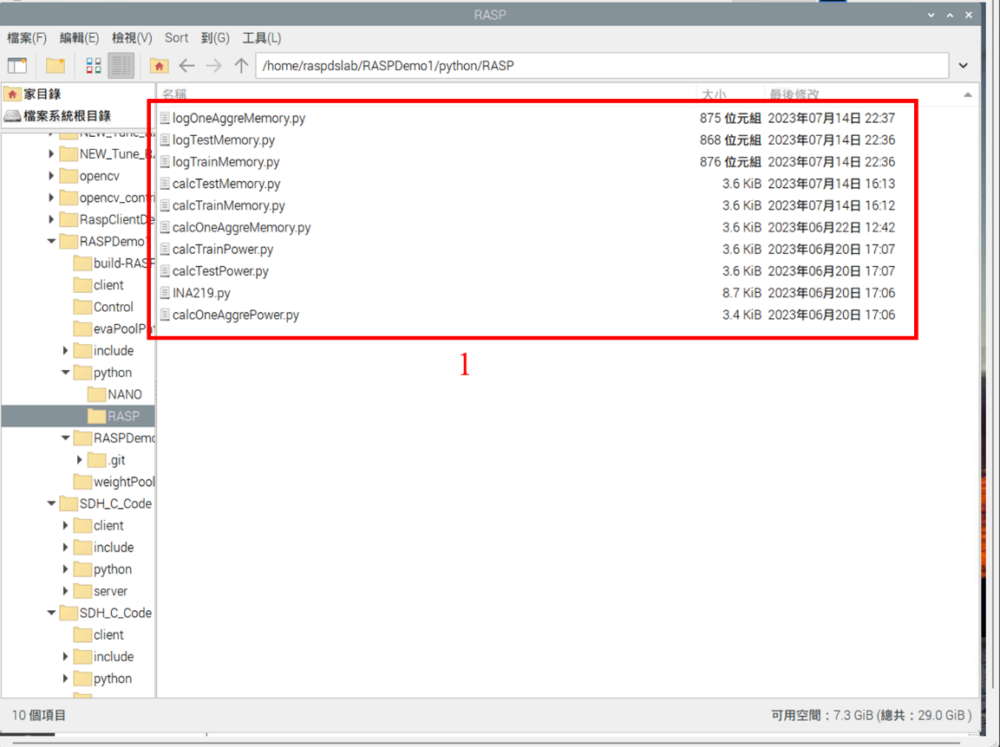 RASP
檔案(F) 編輯(E) 檢視(V) Sort 到(G) 工具(L)
/home/raspdslab/RASPDemo1/python/RASP
家目錄
檔案系統根目錄
NEW_Tune_R
opencv
opencv_contri
RaspClientDe
RASPDemo1
build-RASP
client
Control
evaPoolPat
include
python
NANO
RASP
RASPDemo
.git
weightPool
SDH_C_Code
client
include
python
server
SDH_C_Code
client
include
python
名稱 大小 最後修改
logOneAggreMemory.py 875 位元組 2023年07月14日 22:37
logTestMemory.py 868 位元組 2023年07月14日 22:36
logTrainMemory.py 876 位元組 2023年07月14日 22:36
calcTestMemory.py 3.6 KiB 2023年07月14日 16:13
calcTrainMemory.py 3.6 KiB 2023年07月14日 16:12
calcOneAggreMemory.py 3.6 KiB 2023年06月22日 12:42
calcTrainPower.py 3.6 KiB 2023年06月20日 17:07
calcTestPower.py 3.6 KiB 2023年06月20日 17:07
INA219.py 8.7 KiB 2023年06月20日 17:06
calcOneAggrePower.py 3.4 KiB 2023年06月20日 17:06
1
10 個項目 可用空間：7.3 GiB (總共：29.0 GiB )